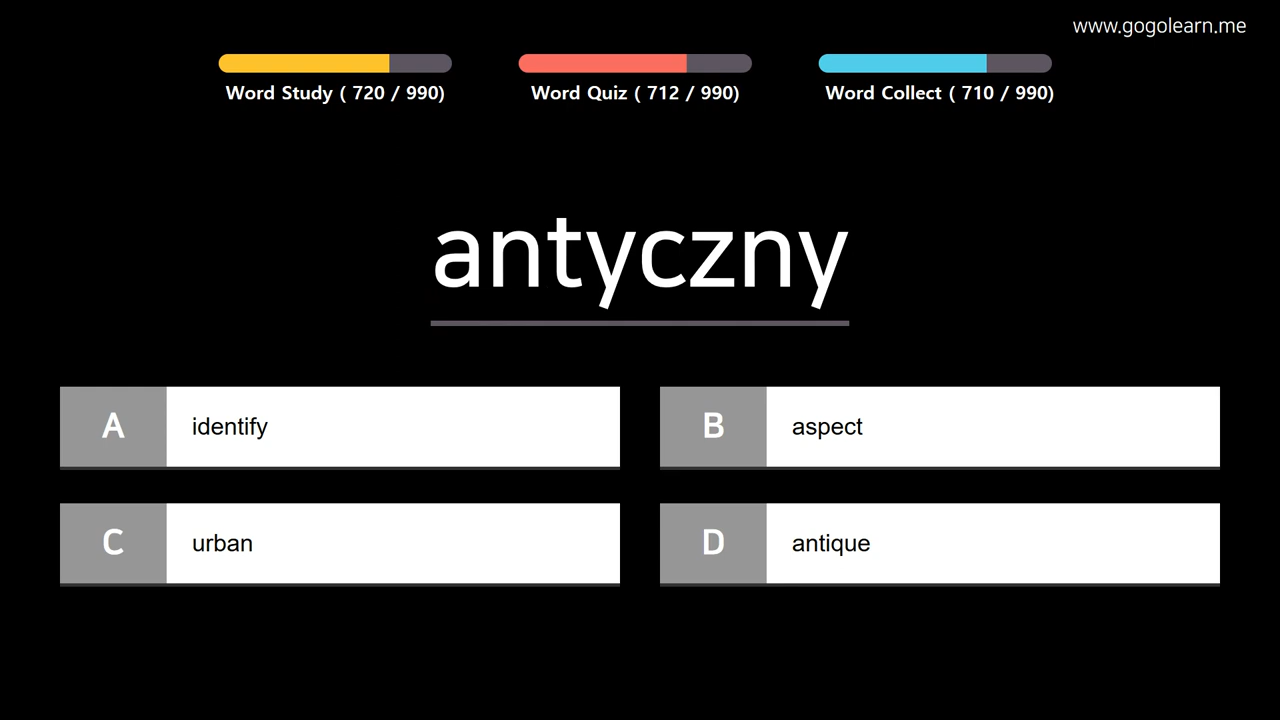 www.gogolearn.me
Word Study ( 720 / 990)
Word Quiz ( 712 / 990)
Word Collect ( 710 / 990)
antyczny
A identify
B aspect
C urban
D antique